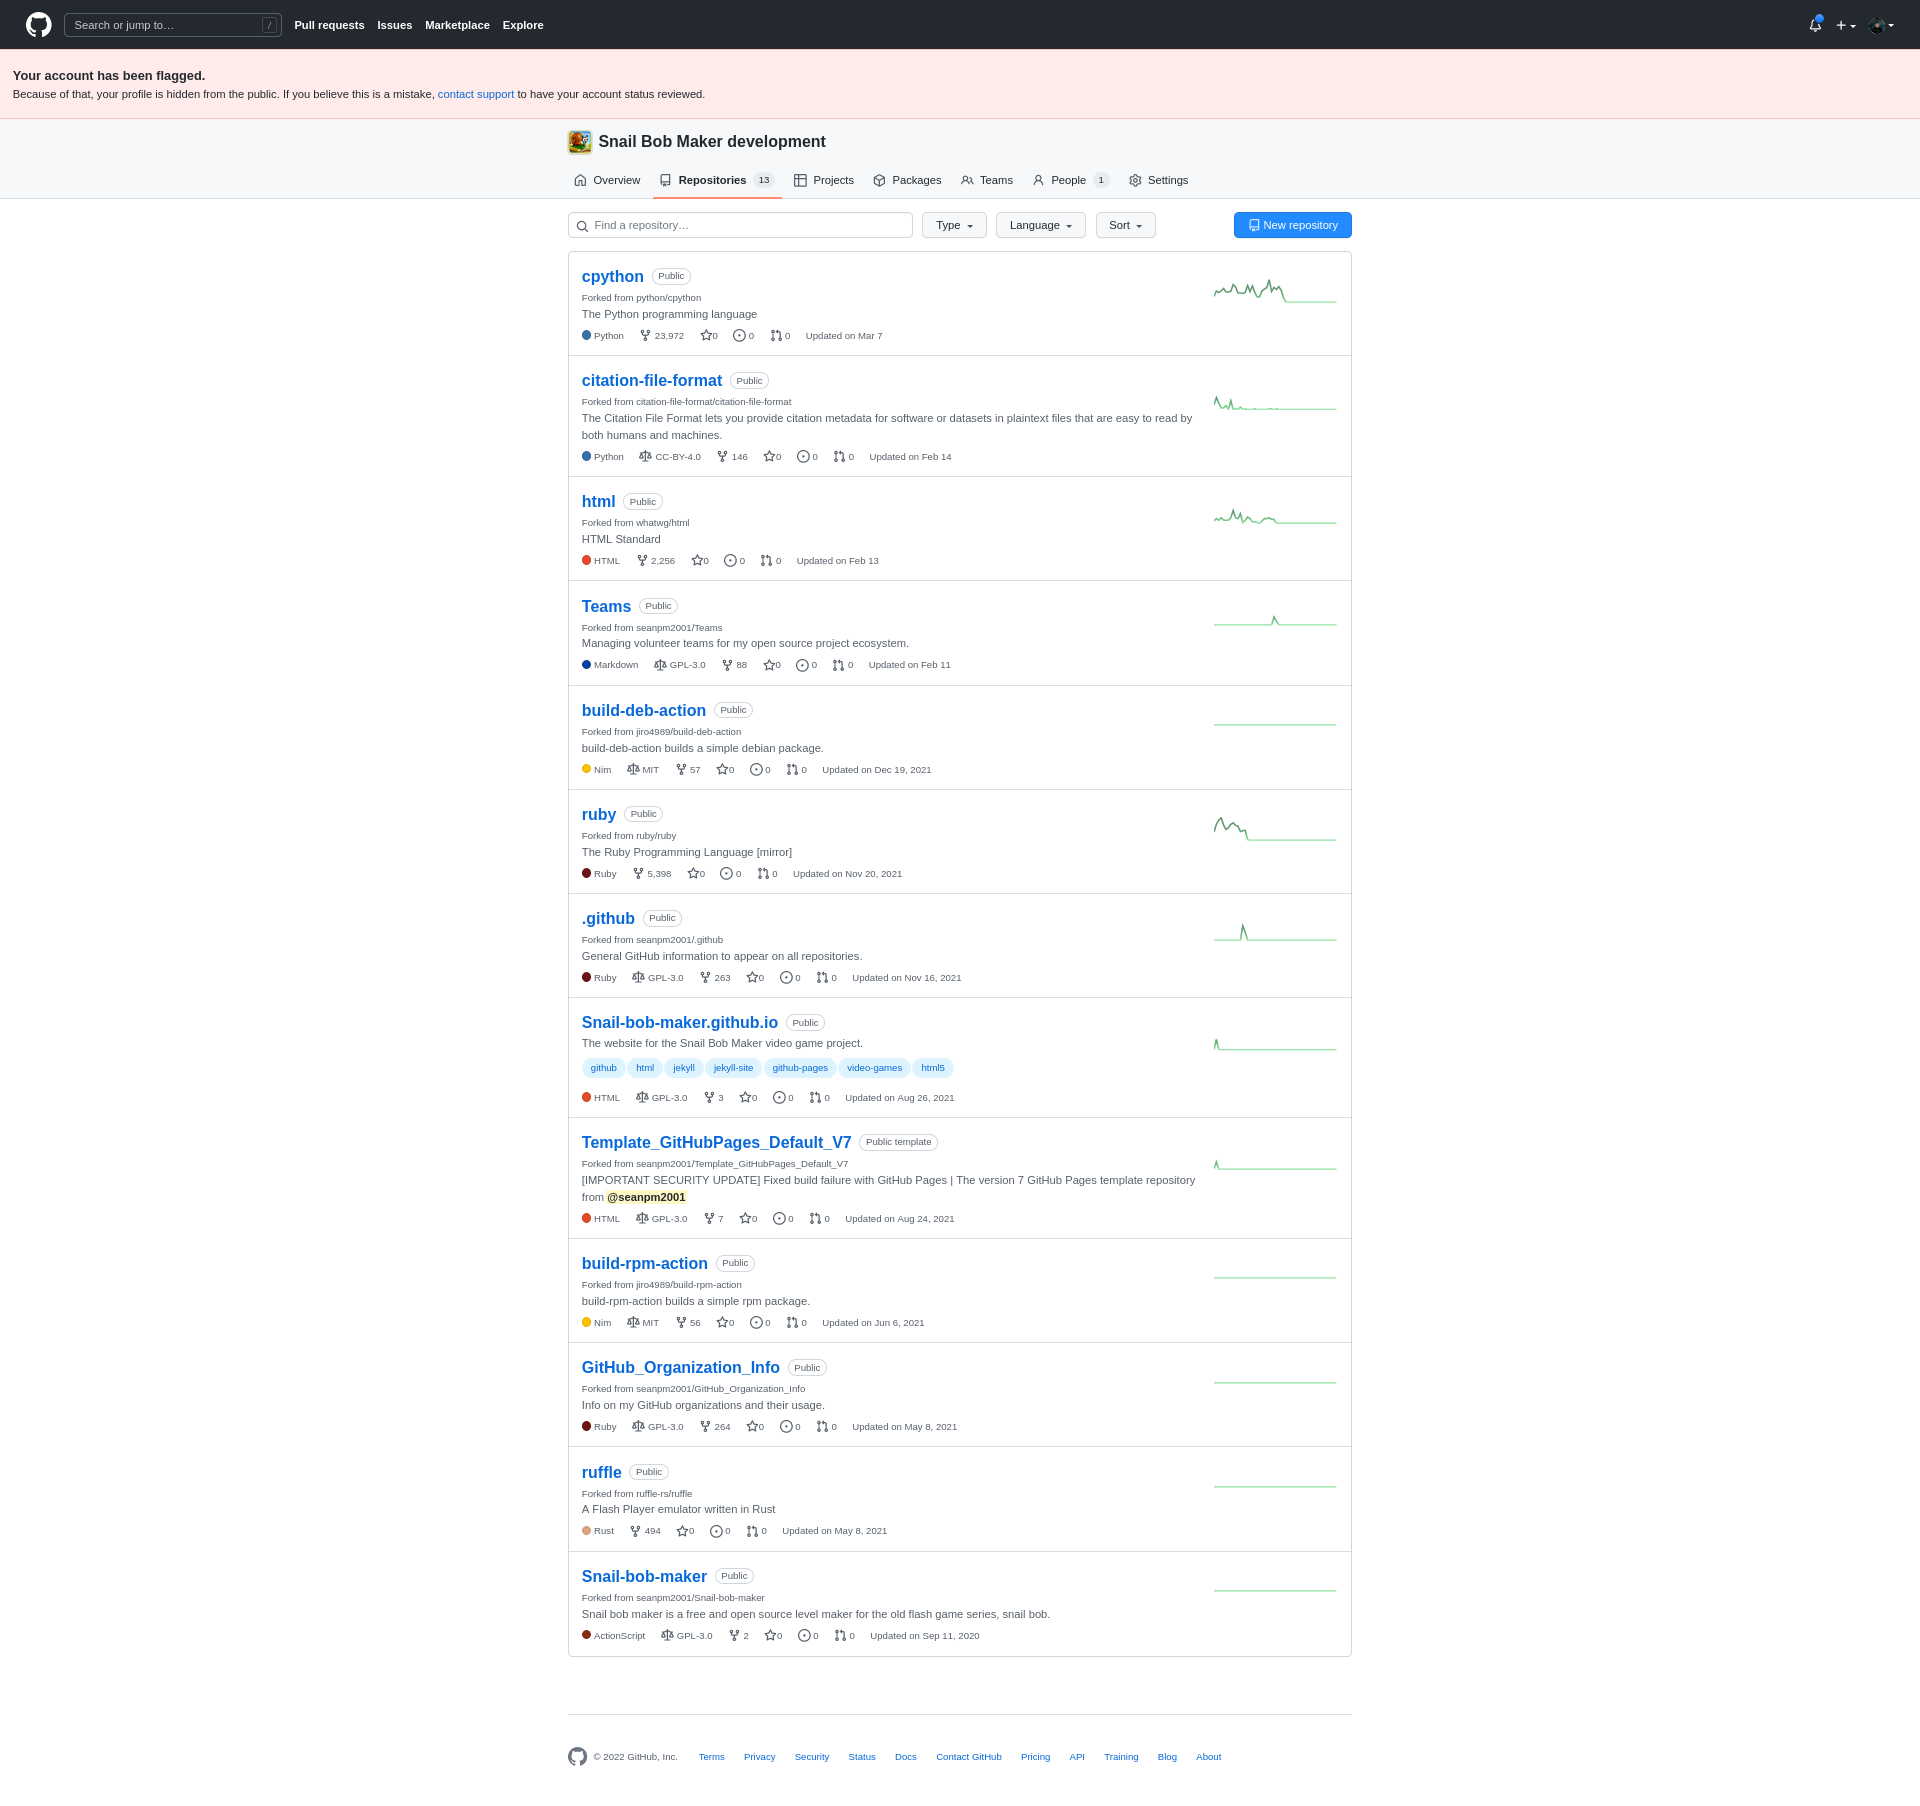 Search or jump to… /
Pull requests Issues Marketplace Explore
Your account has been flagged.
Because of that, your profile is hidden from the public. If you believe this is a mistake, contact support to have your account status reviewed.
Snail Bob Maker development
Overview Repositories 13 Projects Packages Teams People 1 Settings
Find a repository… Type Language Sort New repository
cpython Public
Forked from python/cpython
The Python programming language
Python 23,972 0 0 0 Updated on Mar 7
citation-file-format Public
Forked from citation-file-format/citation-file-format
The Citation File Format lets you provide citation metadata for software or datasets in plaintext files that are easy to read by
both humans and machines.
Python CC-BY-4.0 146 0 0 0 Updated on Feb 14
html Public
Forked from whatwg/html
HTML Standard
HTML 2,256 0 0 0 Updated on Feb 13
Teams Public
Forked from seanpm2001/Teams
Managing volunteer teams for my open source project ecosystem.
Markdown GPL-3.0 88 0 0 0 Updated on Feb 11
build-deb-action Public
Forked from jiro4989/build-deb-action
build-deb-action builds a simple debian package.
Nim MIT 57 0 0 0 Updated on Dec 19, 2021
ruby Public
Forked from ruby/ruby
The Ruby Programming Language [mirror]
Ruby 5,398 0 0 0 Updated on Nov 20, 2021
.github Public
Forked from seanpm2001/.github
General GitHub information to appear on all repositories.
Ruby GPL-3.0 263 0 0 0 Updated on Nov 16, 2021
Snail-bob-maker.github.io Public
The website for the Snail Bob Maker video game project.
github html jekyll jekyll-site github-pages video-games html5
HTML GPL-3.0 3 0 0 0 Updated on Aug 26, 2021
Template_GitHubPages_Default_V7 Public template
Forked from seanpm2001/Template_GitHubPages_Default_V7
[IMPORTANT SECURITY UPDATE] Fixed build failure with GitHub Pages | The version 7 GitHub Pages template repository
from @seanpm2001
HTML GPL-3.0 7 0 0 0 Updated on Aug 24, 2021
build-rpm-action Public
Forked from jiro4989/build-rpm-action
build-rpm-action builds a simple rpm package.
Nim MIT 56 0 0 0 Updated on Jun 6, 2021
GitHub_Organization_Info Public
Forked from seanpm2001/GitHub_Organization_Info
Info on my GitHub organizations and their usage.
Ruby GPL-3.0 264 0 0 0 Updated on May 8, 2021
ruffle Public
Forked from ruffle-rs/ruffle
A Flash Player emulator written in Rust
Rust 494 0 0 0 Updated on May 8, 2021
Snail-bob-maker Public
Forked from seanpm2001/Snail-bob-maker
Snail bob maker is a free and open source level maker for the old flash game series, snail bob.
ActionScript GPL-3.0 2 0 0 0 Updated on Sep 11, 2020
© 2022 GitHub, Inc. Terms Privacy Security Status Docs Contact GitHub Pricing API Training Blog About